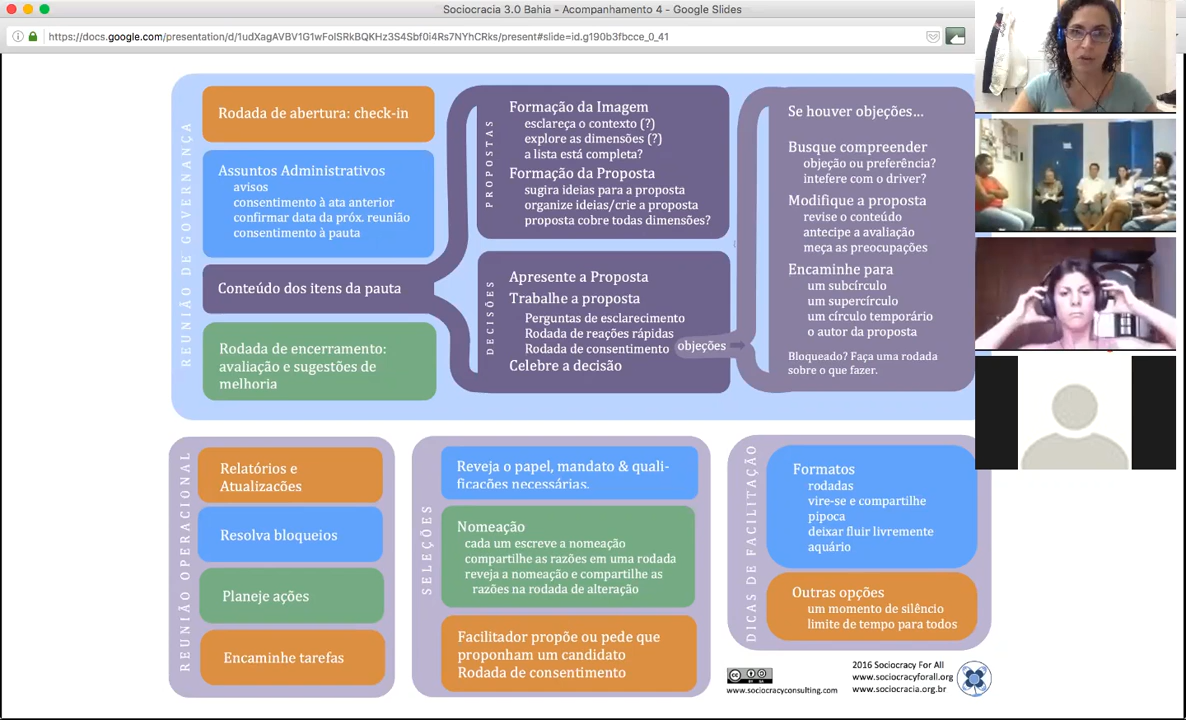 Sociocracia 3.0 Bahia - Acompanhamento 4 - Google Slides
https://docs.google.com/presentation/d/1udXagAVBV1G1wFolSRkBQKHz3S4Sbf0i4Rs7NYhCRks/present#slide=id.g190b3fbcce_0_41
REUNIÃO DE GOVERNANÇA
Rodada de abertura: check-in
Assuntos Administrativos
avisos
consentimento à ata anterior
confirmar data da próx. reunião
consentimento à pauta
Conteúdo dos itens da pauta
Rodada de encerramento:
avaliação e sugestões de
melhoria
PROPOSTAS
Formação da Imagem
esclareça o contexto (?)
explore as dimensões (?)
a lista está completa?
Formação da Proposta
sugira ideias para a proposta
organize ideias/crie a proposta
proposta cobre todas dimensões?
DECISÕES
Apresente a Proposta
Trabalhe a proposta
Perguntas de esclarecimento
Rodada de reações rápidas
Rodada de consentimento
objeções
Celebre a decisão
Se houver objeções...
Busque compreender
objeção ou preferência?
intefere com o driver?
Modifique a proposta
revise o conteúdo
antecipe a avaliação
meça as preocupações
Encaminhe para
um subcírculo
um supercírculo
um círculo temporário
o autor da proposta
Bloqueado? Faça uma rodada
sobre o que fazer.
REUNIÃO OPERACIONAL
Relatórios e
Atualizações
Resolva bloqueios
Planeje ações
Encaminhe tarefas
SELEÇÕES
Reveja o papel, mandato & quali-
ficações necessárias.
Nomeação
cada um escreve a nomeação
compartilhe as razões em uma rodada
reveja a nomeação e compartilhe as
razões na rodada de alteração
Facilitador propõe ou pede que
proponham um candidato
Rodada de consentimento
DICAS DE FACILITAÇÃO
Formatos
rodadas
vire-se e compartilhe
pipoca
deixar fluir livremente
aquário
Outras opções
um momento de silêncio
limite de tempo para todos
www.sociocracyconsulting.com
2016 Sociocracy For All
www.sociocracyforall.org
www.sociocracia.org.br